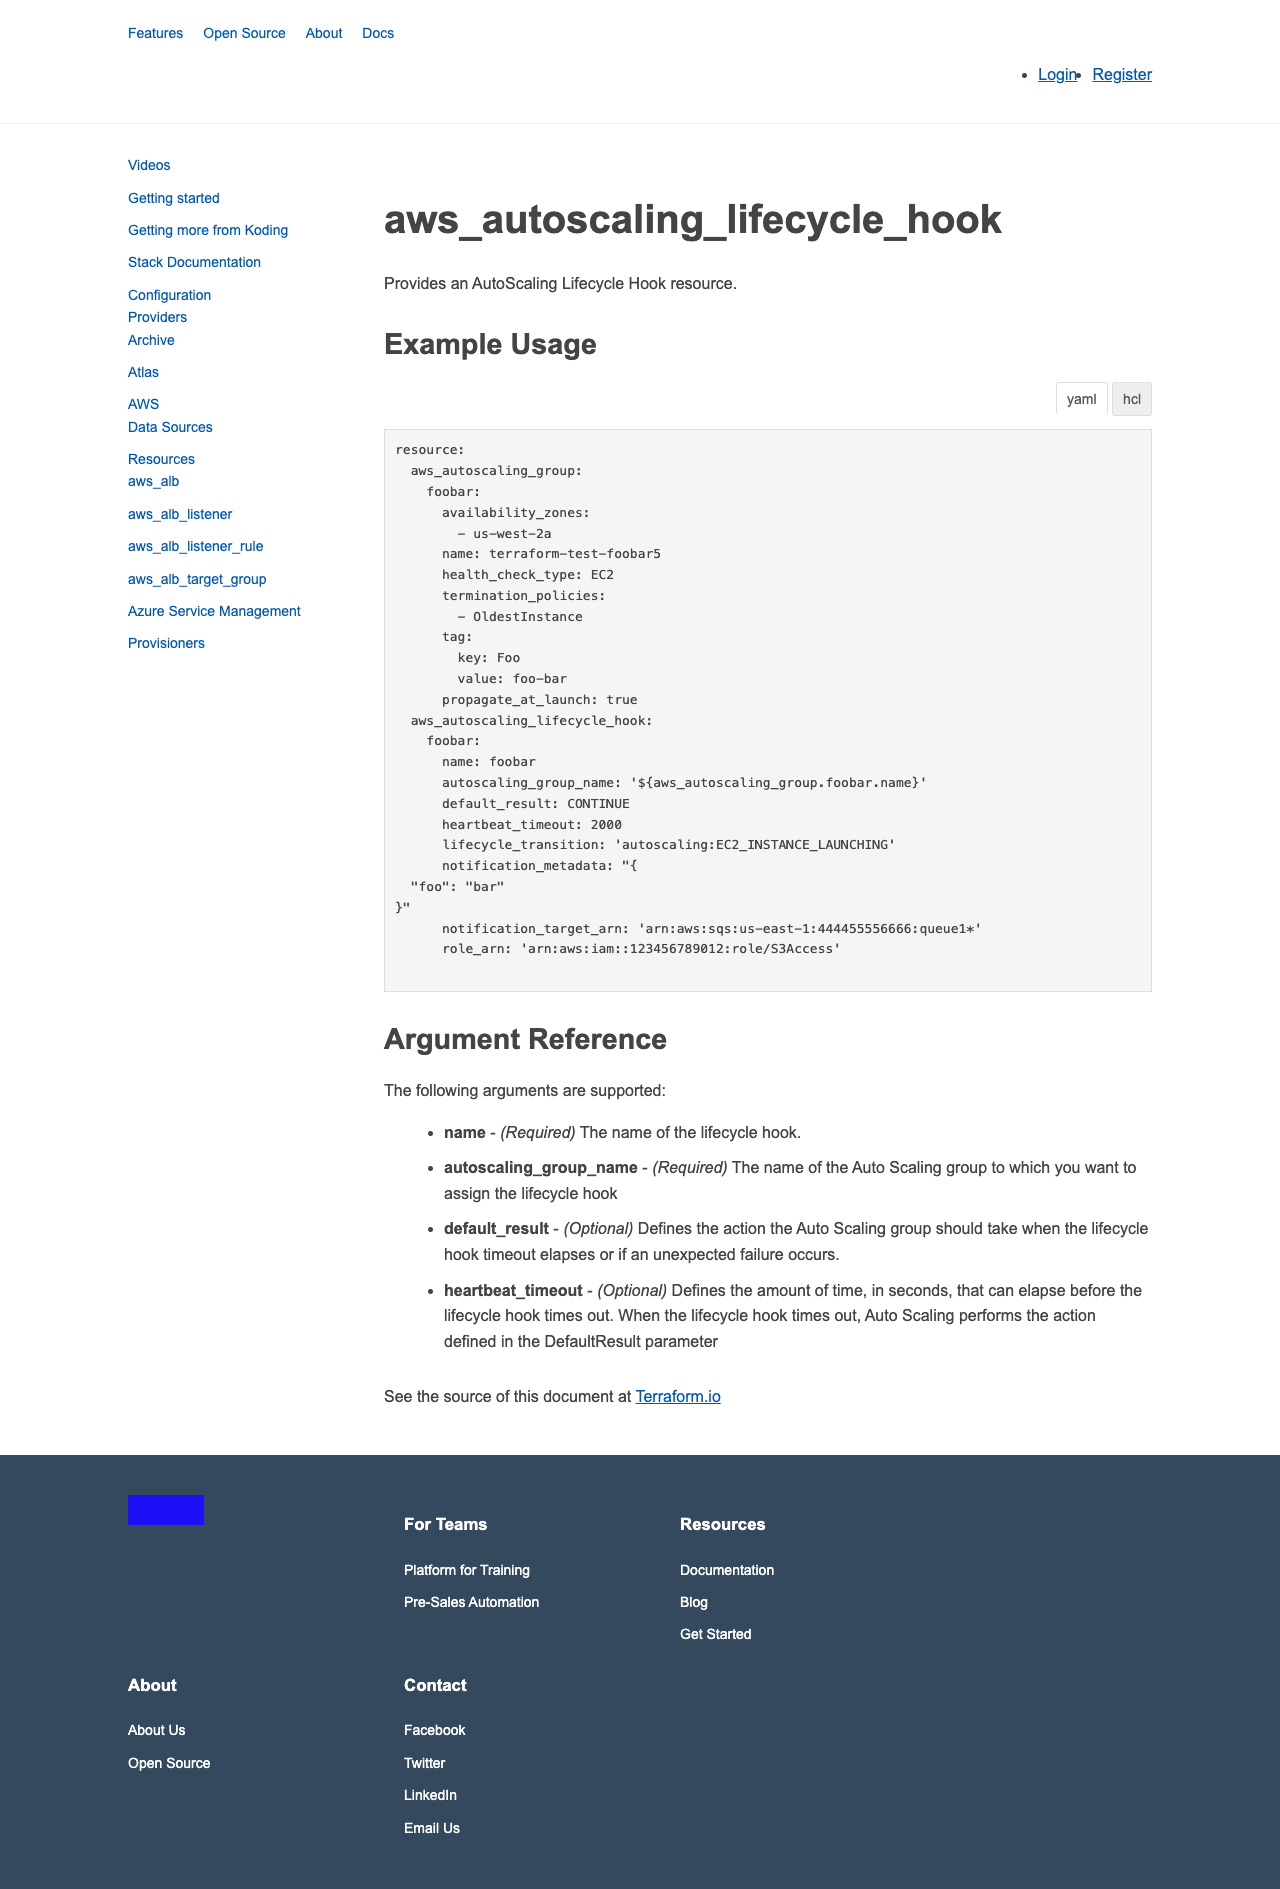 Features Open Source About Docs
Login Register
Videos
Getting started
Getting more from Koding
Stack Documentation
Configuration
Providers
Archive
Atlas
AWS
Data Sources
Resources
aws_alb
aws_alb_listener
aws_alb_listener_rule
aws_alb_target_group
Azure Service Management
Provisioners
aws_autoscaling_lifecycle_hook
Provides an AutoScaling Lifecycle Hook resource.
Example Usage
yaml hcl
resource:
  aws_autoscaling_group:
    foobar:
      availability_zones:
        - us-west-2a
      name: terraform-test-foobar5
      health_check_type: EC2
      termination_policies:
        - OldestInstance
      tag:
        key: Foo
        value: foo-bar
      propagate_at_launch: true
  aws_autoscaling_lifecycle_hook:
    foobar:
      name: foobar
      autoscaling_group_name: '${aws_autoscaling_group.foobar.name}'
      default_result: CONTINUE
      heartbeat_timeout: 2000
      lifecycle_transition: 'autoscaling:EC2_INSTANCE_LAUNCHING'
      notification_metadata: "{
  "foo": "bar"
}"
      notification_target_arn: 'arn:aws:sqs:us-east-1:444455556666:queue1*'
      role_arn: 'arn:aws:iam::123456789012:role/S3Access'
Argument Reference
The following arguments are supported:
• name - (Required) The name of the lifecycle hook.
• autoscaling_group_name - (Required) The name of the Auto Scaling group to which you want to
assign the lifecycle hook
• default_result - (Optional) Defines the action the Auto Scaling group should take when the lifecycle
hook timeout elapses or if an unexpected failure occurs.
• heartbeat_timeout - (Optional) Defines the amount of time, in seconds, that can elapse before the
lifecycle hook times out. When the lifecycle hook times out, Auto Scaling performs the action
defined in the DefaultResult parameter
See the source of this document at Terraform.io
For Teams
Platform for Training
Pre-Sales Automation
Resources
Documentation
Blog
Get Started
About
About Us
Open Source
Contact
Facebook
Twitter
LinkedIn
Email Us